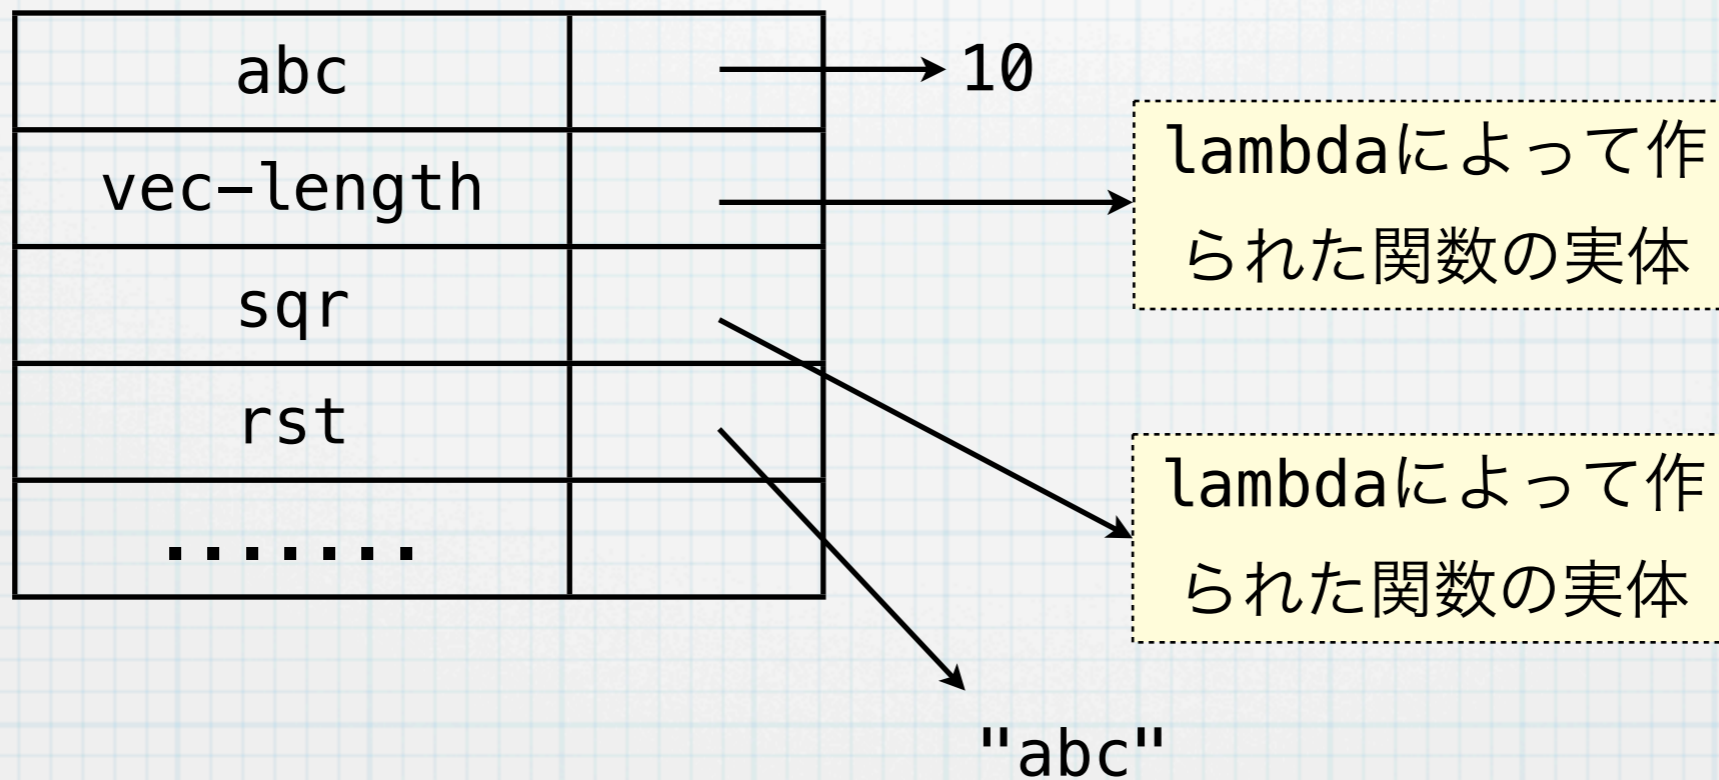 abc
10
vec-length
lambdaによって作
られた関数の実体
sqr
rst
lambdaによって作
られた関数の実体
.......
"abc"